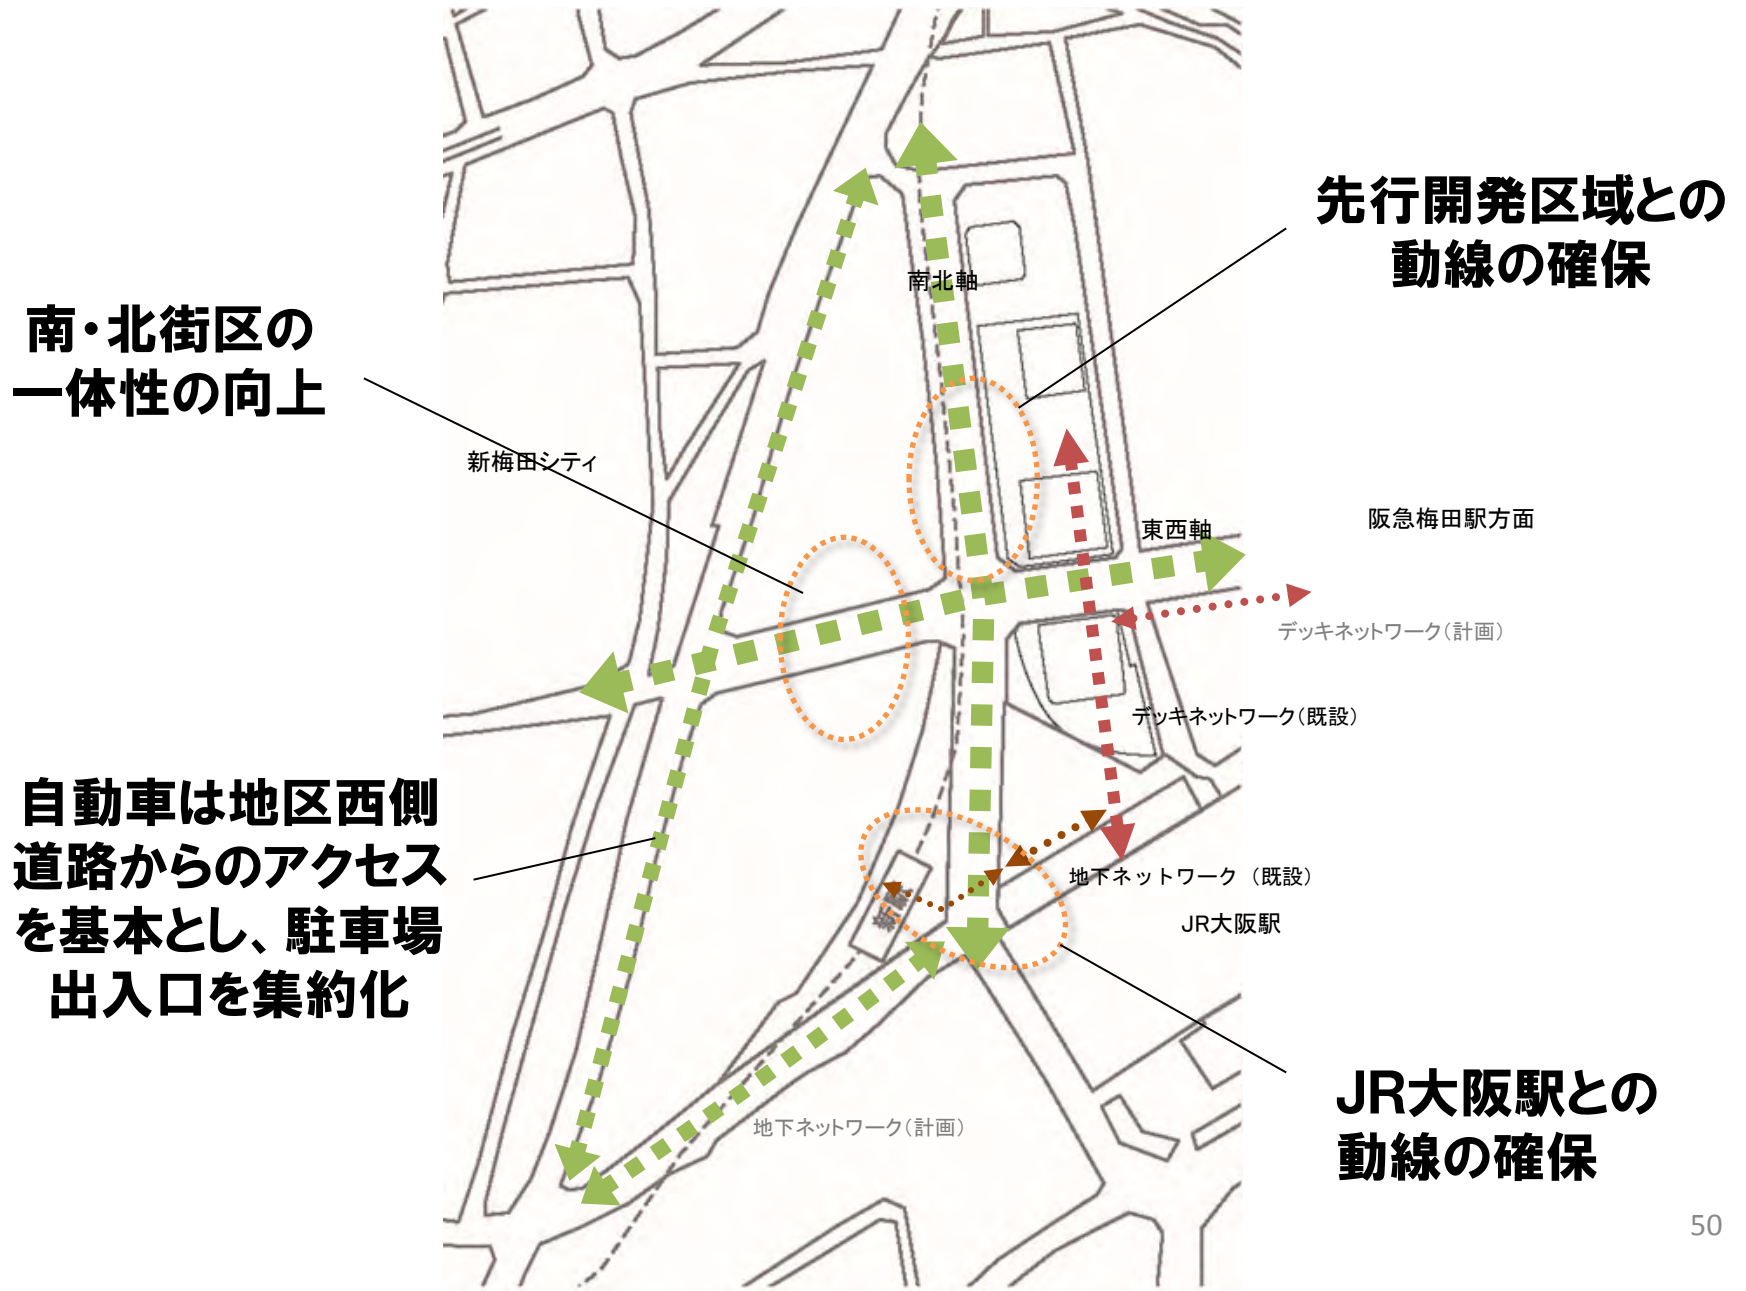 先行開発区域との
動線の確保
南北軸
南・北街区の
一体性の向上
新梅田シティ
東西軸
阪急梅田駅方面
デッキネットワーク(計画)
デッキネットワーク(既設)
自動車は地区西側
道路からのアクセス
を基本とし、駐車場
出入口を集約化
地下ネットワーク（既設）
JR大阪駅
JR大阪駅との
動線の確保
地下ネットワーク(計画)
50